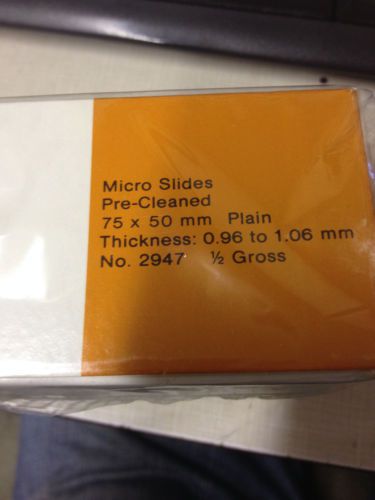 Micro Slides
Pre-Cleaned
75 x 50 mm Plain
Thickness: 0.96 to 1.06 mm
No. 2947 ½ Gross